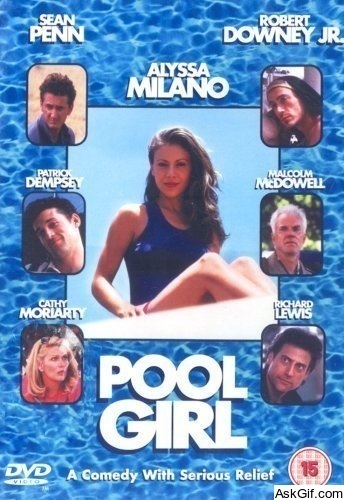 SEAN
PENN
ROBERT
DOWNEY JR.
ALYSSA
MILANO
PATRICK
DEMPSEY
MALCOLM
McDOWELL
CATHY
MORIARTY
RICHARD
LEWIS
POOL
GIRL
A Comedy With Serious Relief
DVD
VIDEO
15
AskGif.com